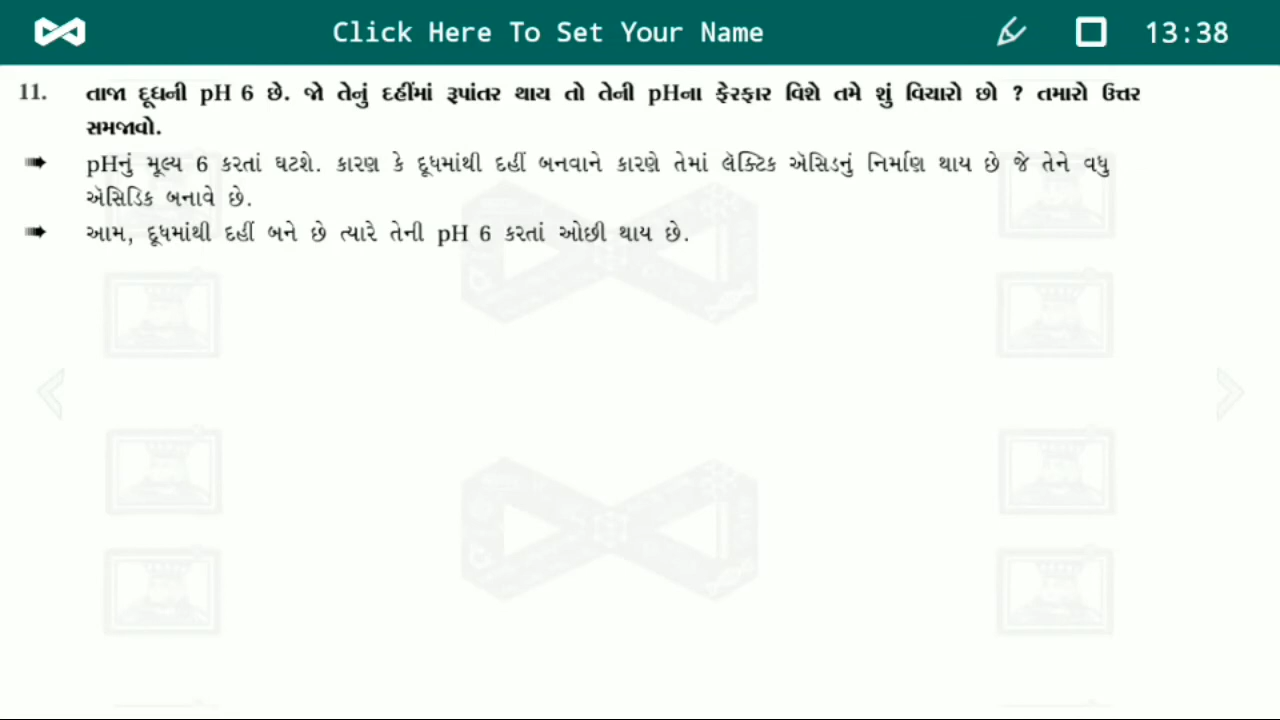 Click Here To Set Your Name
13:38
11. તાજા દૂધની pH 6 છે. જો તેનું દહીંમાં રૂપાંતર થાય તો તેની pHના ફેરફાર વિશે તમે શું વિચારો છો ? તમારો ઉત્તર
સમજાવો.
➠ pHનું મૂલ્ય 6 કરતાં ઘટશે. કારણ કે દૂધમાંથી દહીં બનવાને કારણે તેમાં લૅક્ટિક ઍસિડનું નિર્માણ થાય છે જે તેને વધુ
ઍસિડિક બનાવે છે.
➠ આમ, દૂધમાંથી દહીં બને છે ત્યારે તેની pH 6 કરતાં ઓછી થાય છે.